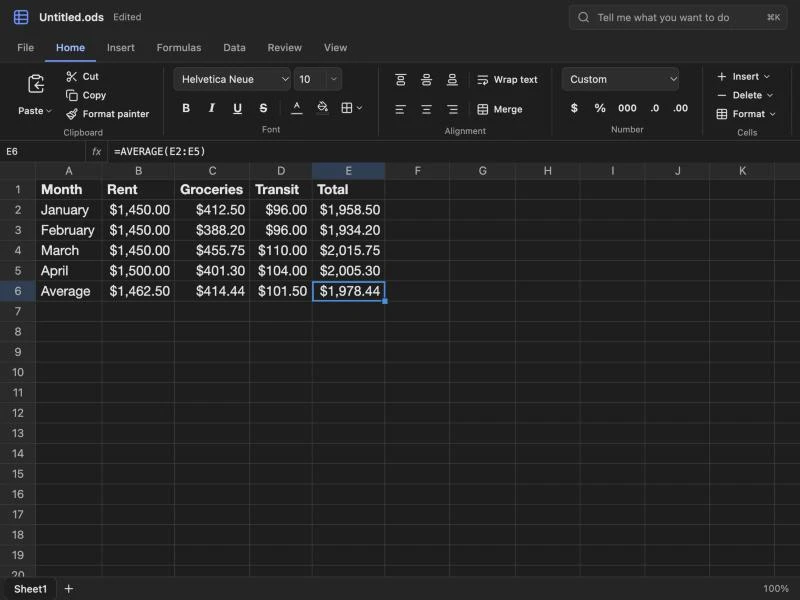 Untitled.ods Edited
Tell me what you want to do ⌘K
File Home Insert Formulas Data Review View
Paste
Cut
Copy
Format painter
Clipboard
Helvetica Neue 10
B I U S A
Font
Wrap text
Merge
Alignment
Custom
$ % 000 .0 .00
Number
Insert
Delete
Format
Cells
E6 fx =AVERAGE(E2:E5)
A B C D E F G H I J K
1 Month Rent Groceries Transit Total
2 January $1,450.00 $412.50 $96.00 $1,958.50
3 February $1,450.00 $388.20 $96.00 $1,934.20
4 March $1,450.00 $455.75 $110.00 $2,015.75
5 April $1,500.00 $401.30 $104.00 $2,005.30
6 Average $1,462.50 $414.44 $101.50 $1,978.44
7
8
9
10
11
12
13
14
15
16
17
18
19
20
Sheet1 + 100%